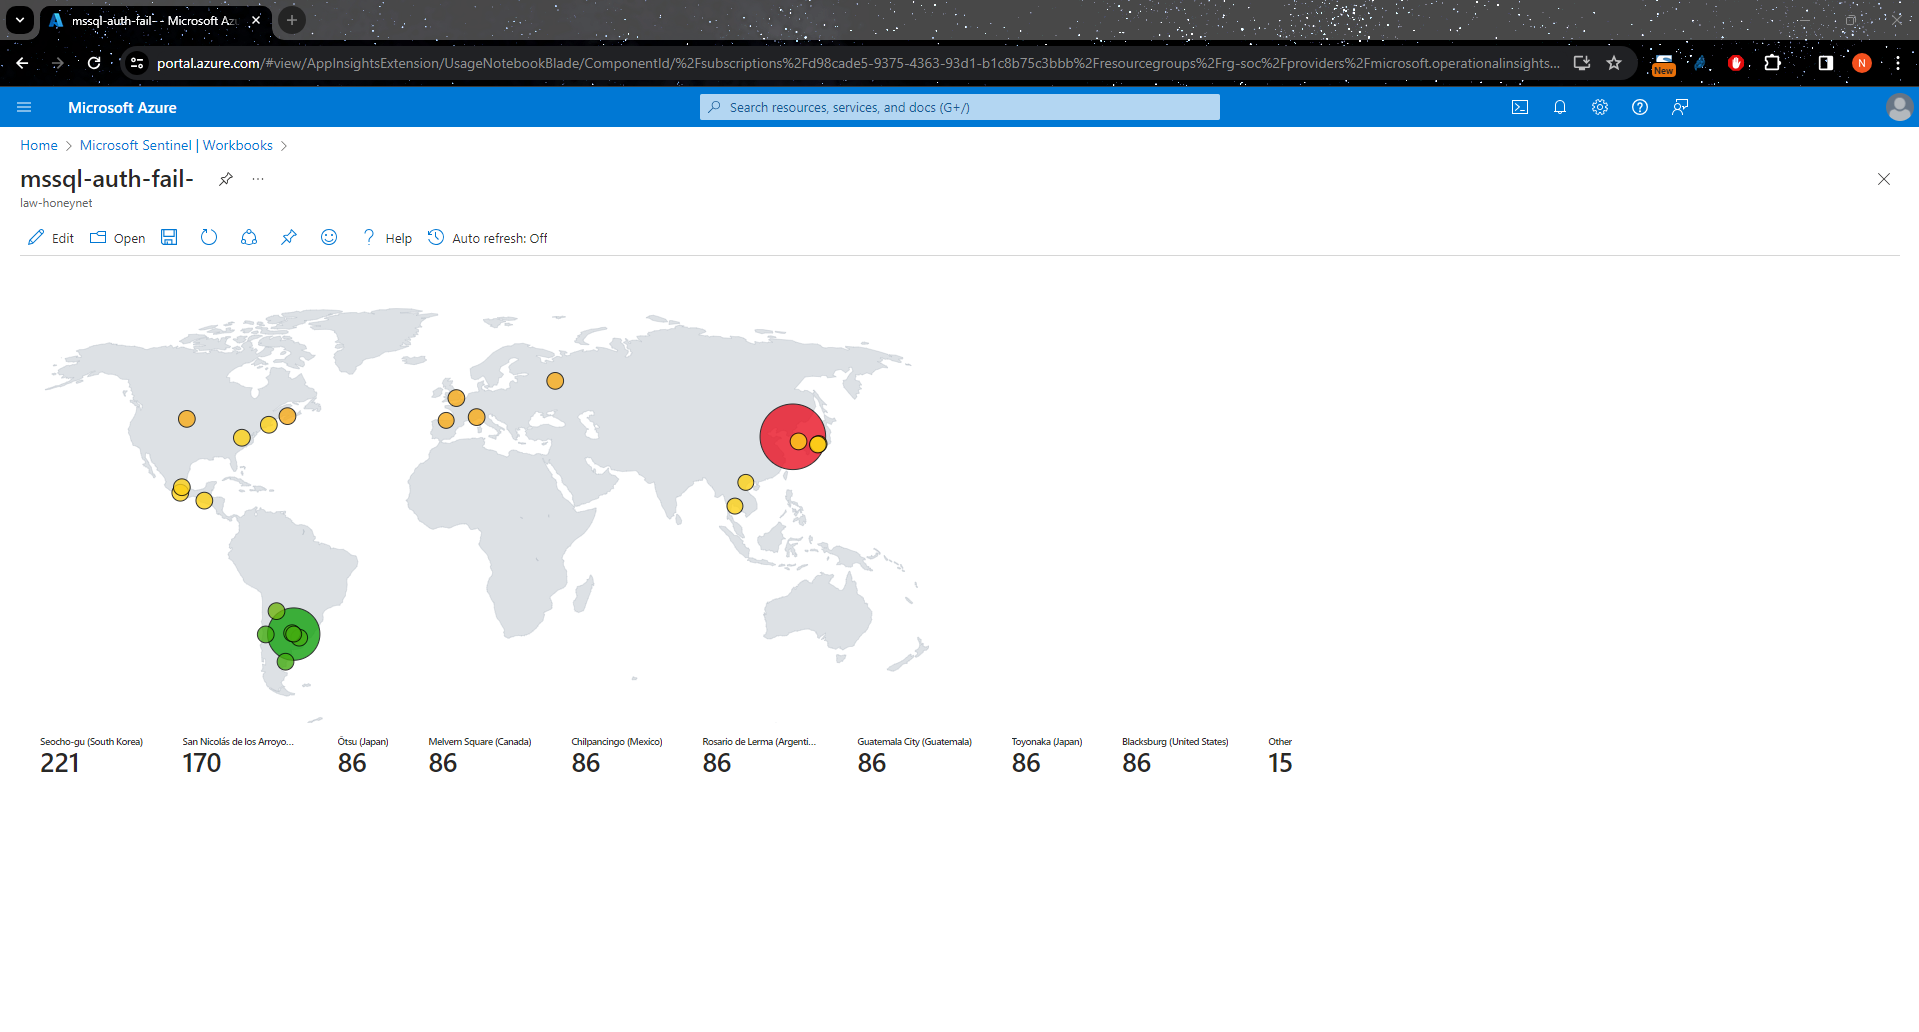 mssql-auth-fail- - Microsoft Az
portal.azure.com/#view/AppInsightsExtension/UsageNotebookBlade/ComponentId/%2Fsubscriptions%2Fd98cade5-9375-4363-93d1-b1c8b75c3bbb%2Fresourcegroups%2Frg-soc%2Fproviders%2Fmicrosoft.operationalinsights...
New
N
Microsoft Azure
Search resources, services, and docs (G+/)
Home > Microsoft Sentinel | Workbooks >
mssql-auth-fail-
law-honeynet
Edit Open Help Auto refresh: Off
Seocho-gu (South Korea) San Nicolás de los Arroyo... Ōtsu (Japan) Melvern Square (Canada) Chilpancingo (Mexico) Rosario de Lerma (Argenti... Guatemala City (Guatemala) Toyonaka (Japan) Blacksburg (United States) Other
221 170 86 86 86 86 86 86 86 15